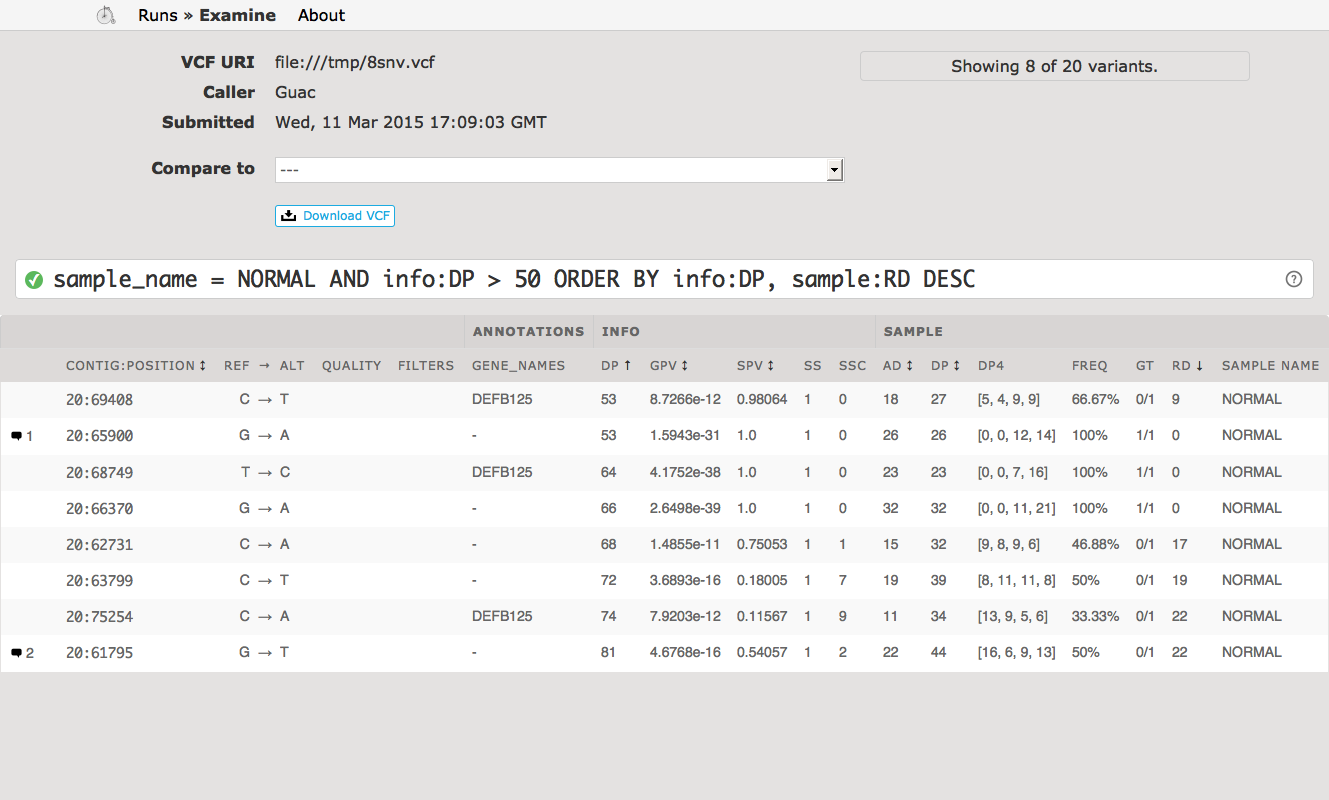 Runs » Examine About
VCF URI file:///tmp/8snv.vcf
Showing 8 of 20 variants.
Caller Guac
Submitted Wed, 11 Mar 2015 17:09:03 GMT
Compare to ---
Download VCF
sample_name = NORMAL AND info:DP > 50 ORDER BY info:DP, sample:RD DESC ?
ANNOTATIONS INFO SAMPLE
CONTIG:POSITION ↕ REF → ALT QUALITY FILTERS GENE_NAMES DP ↑ GPV ↕ SPV ↕ SS SSC AD ↕ DP ↕ DP4 FREQ GT RD ↓ SAMPLE NAME
20:69408 C → T DEFB125 53 8.7266e-12 0.98064 1 0 18 27 [5, 4, 9, 9] 66.67% 0/1 9 NORMAL
1 20:65900 G → A - 53 1.5943e-31 1.0 1 0 26 26 [0, 0, 12, 14] 100% 1/1 0 NORMAL
20:68749 T → C DEFB125 64 4.1752e-38 1.0 1 0 23 23 [0, 0, 7, 16] 100% 1/1 0 NORMAL
20:66370 G → A - 66 2.6498e-39 1.0 1 0 32 32 [0, 0, 11, 21] 100% 1/1 0 NORMAL
20:62731 C → A - 68 1.4855e-11 0.75053 1 1 15 32 [9, 8, 9, 6] 46.88% 0/1 17 NORMAL
20:63799 C → T - 72 3.6893e-16 0.18005 1 7 19 39 [8, 11, 11, 8] 50% 0/1 19 NORMAL
20:75254 C → A DEFB125 74 7.9203e-12 0.11567 1 9 11 34 [13, 9, 5, 6] 33.33% 0/1 22 NORMAL
2 20:61795 G → T - 81 4.6768e-16 0.54057 1 2 22 44 [16, 6, 9, 13] 50% 0/1 22 NORMAL